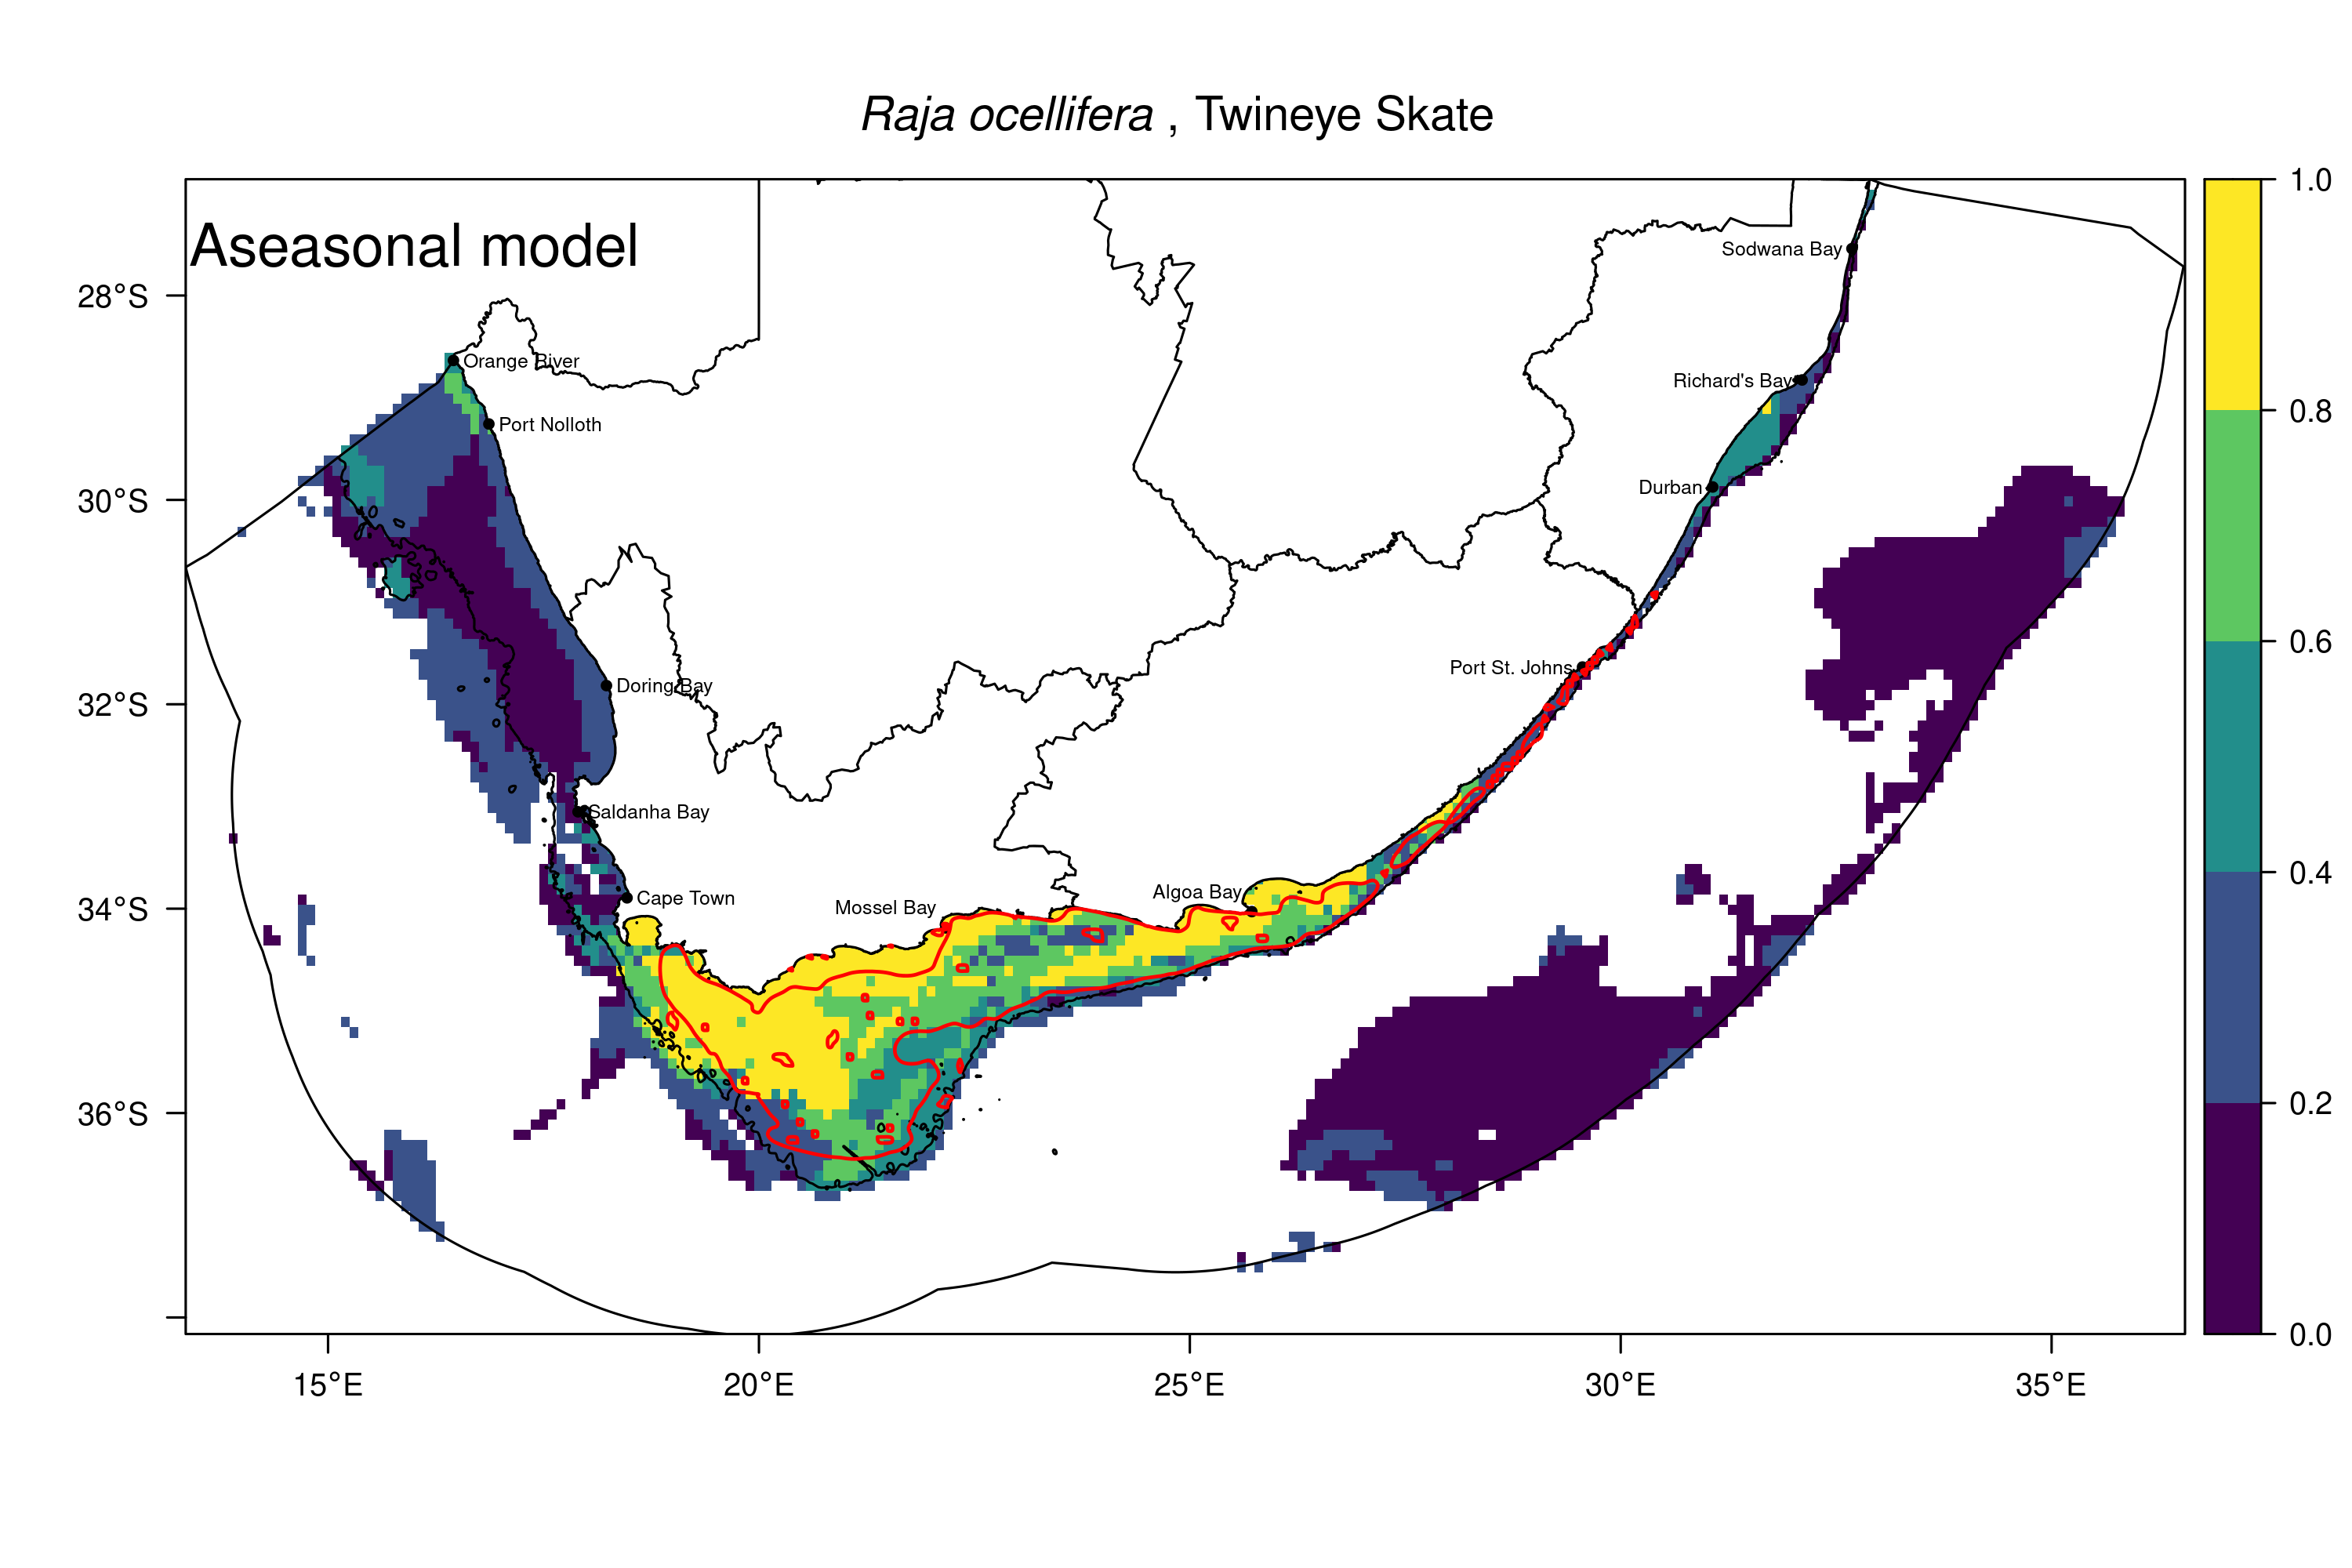 Raja ocellifera , Twineye Skate
Aseasonal model
1.0
0.8
0.6
0.4
0.2
0.0
28°S
30°S
32°S
34°S
36°S
15°E
20°E
25°E
30°E
35°E
Sodwana Bay
Orange River
Richard's Bay
Port Nolloth
Durban
Port St. Johns
Doring Bay
Saldanha Bay
Algoa Bay
Cape Town
Mossel Bay